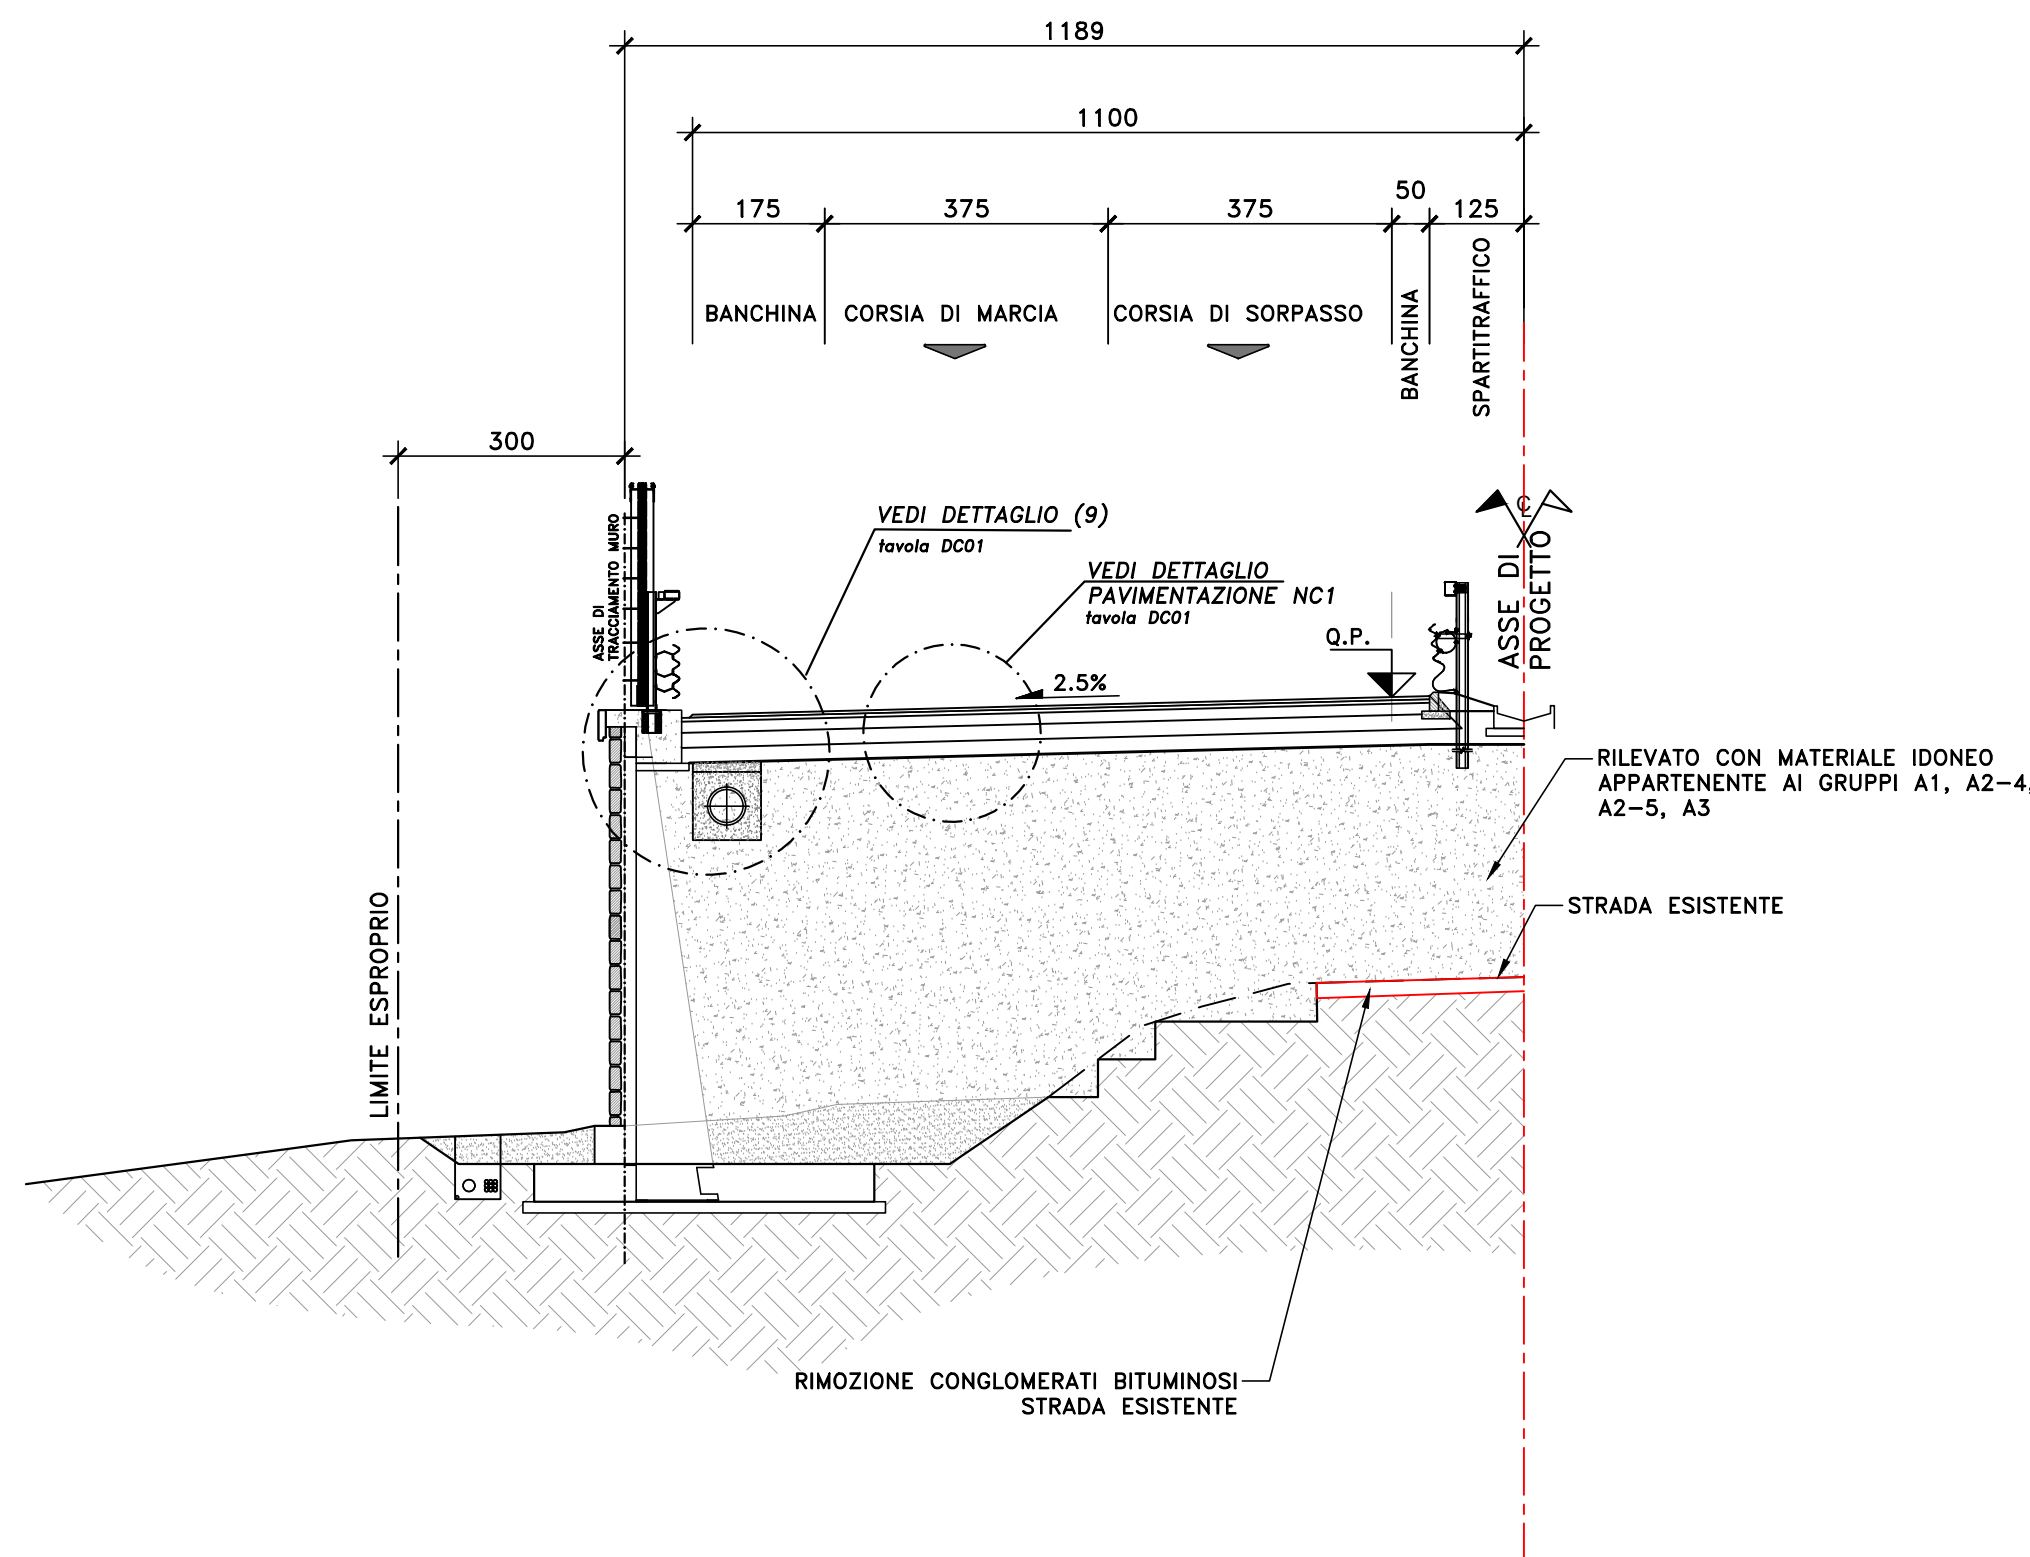 1189
1100
50
175
375
375
125
BANCHINA
CORSIA DI MARCIA
CORSIA DI SORPASSO
BANCHINA
SPARTITRAFFICO
300
VEDI DETTAGLIO (9)
tavola DC01
VEDI DETTAGLIO
PAVIMENTAZIONE NC1
tavola DC01
ASSE DI
TRACCIAMENTO MURO
Q.P.
2.5%
℄
ASSE DI
PROGETTO
RILEVATO CON MATERIALE IDONEO
APPARTENENTE AI GRUPPI A1, A2-4,
A2-5, A3
STRADA ESISTENTE
LIMITE ESPROPRIO
RIMOZIONE CONGLOMERATI BITUMINOSI
STRADA ESISTENTE